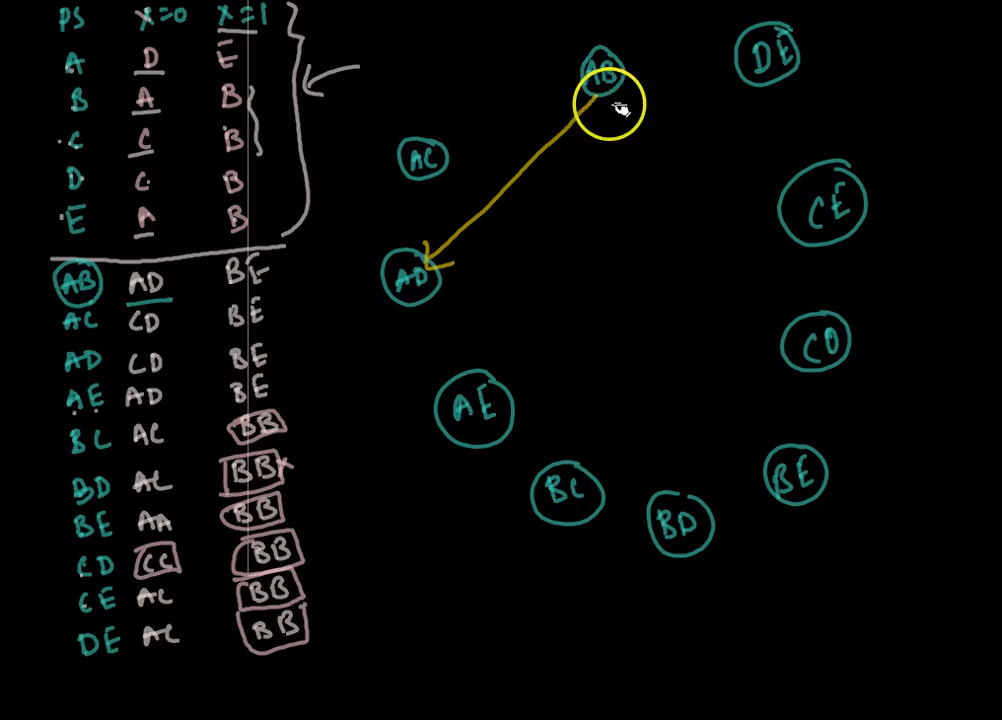 PS X=0 X=1
A D E
B A B
C C B
D C B
E A B
AB AD BE
AC CD BE
AD CD BE
AE AD BE
BC AC BB
BD AC BB
BE AA BB
CD CC BB
CE AC BB
DE AC BB
AB
DE
AC
CE
AD
CD
AE
BC
BD
BE